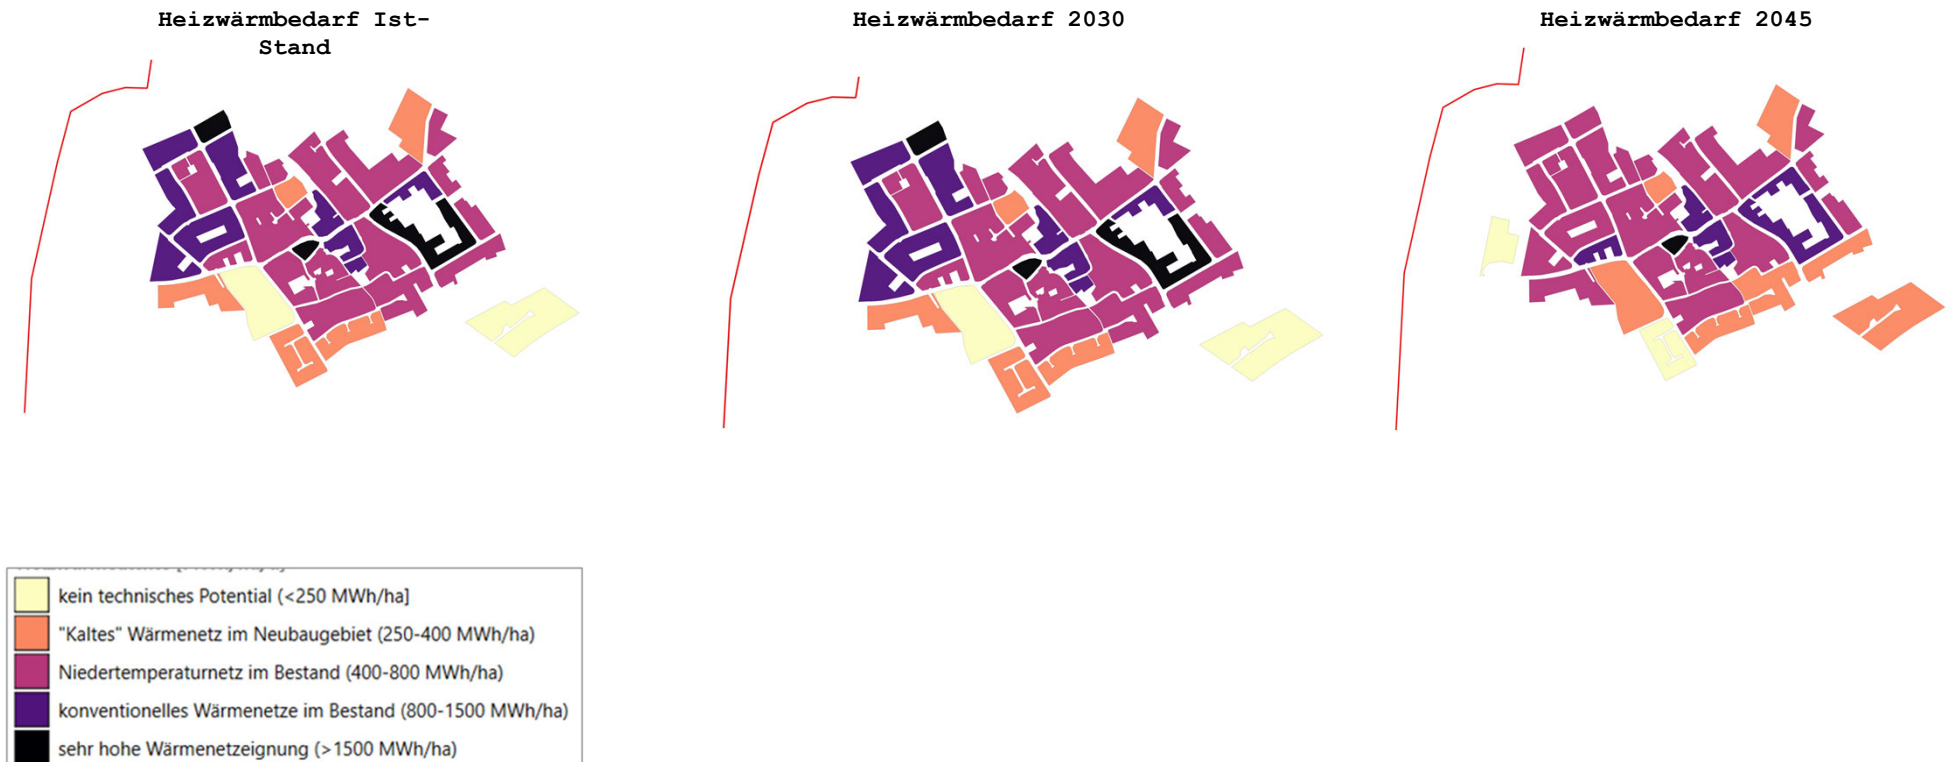 Heizwärmbedarf Ist-
Stand
Heizwärmbedarf 2030
Heizwärmbedarf 2045
kein technisches Potential (<250 MWh/ha]
"Kaltes" Wärmenetz im Neubaugebiet (250-400 MWh/ha)
Niedertemperaturnetz im Bestand (400-800 MWh/ha)
konventionelles Wärmenetze im Bestand (800-1500 MWh/ha)
sehr hohe Wärmenetzeignung (>1500 MWh/ha)